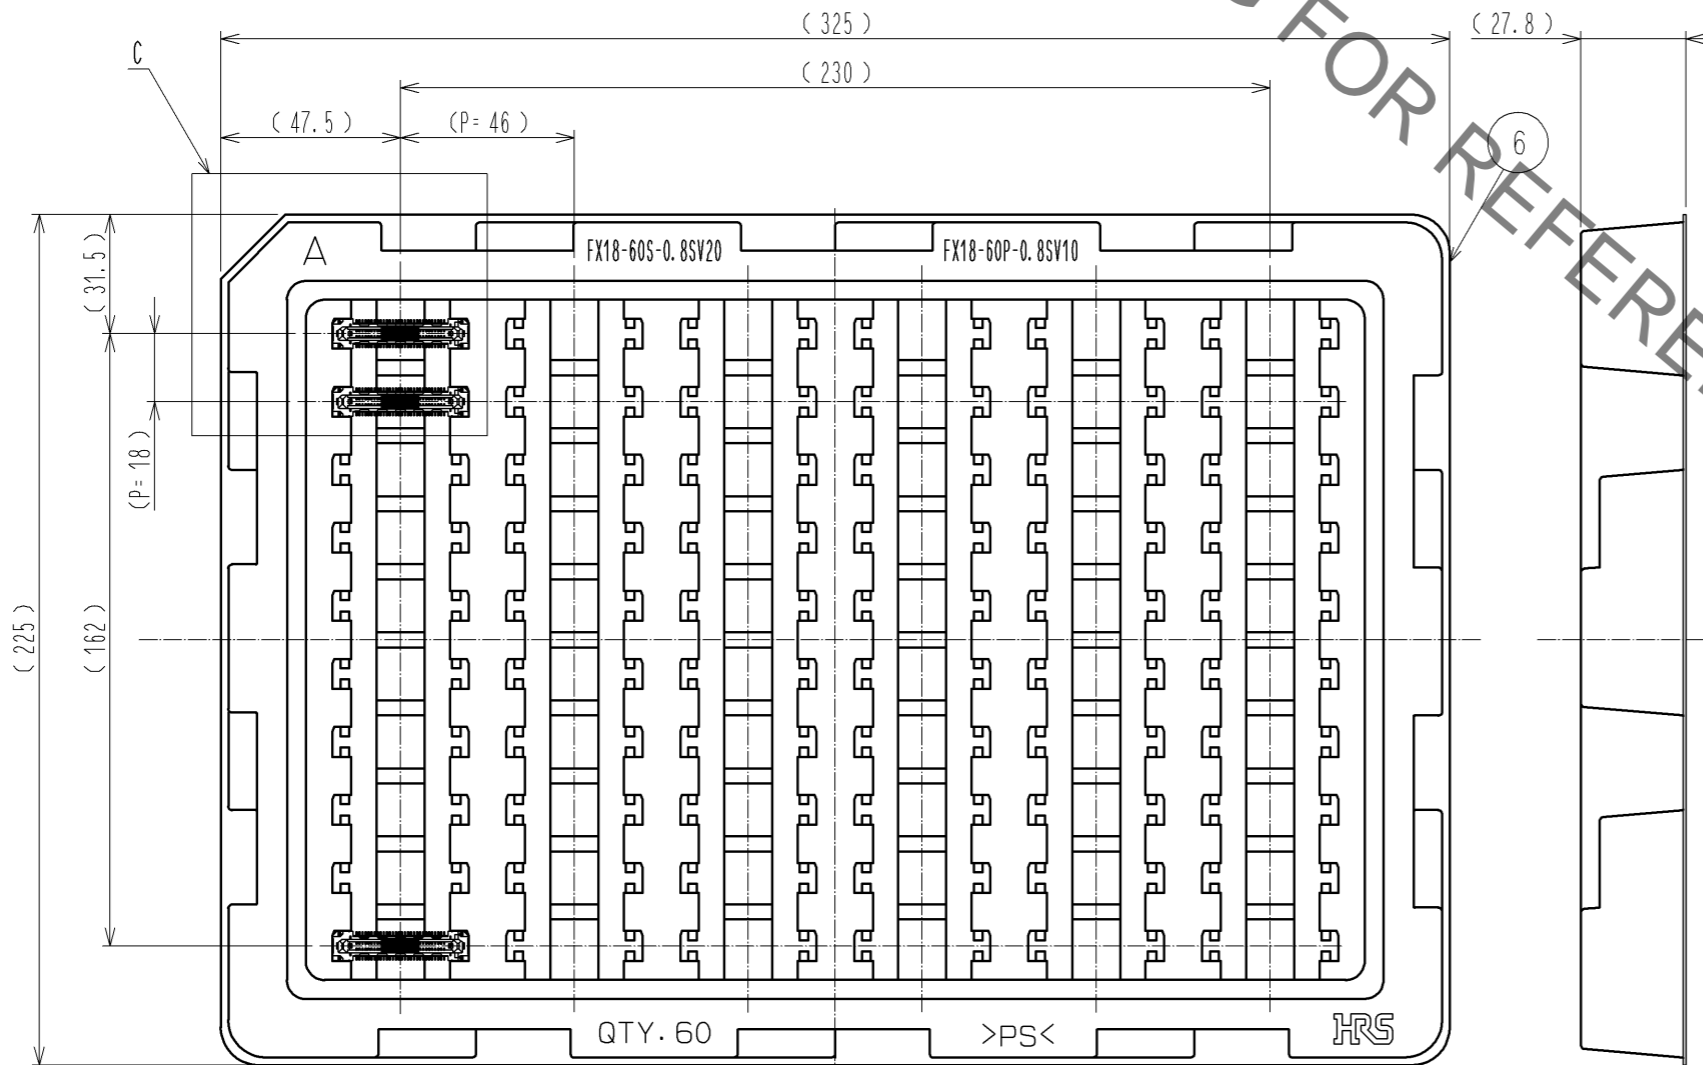 ( 325 )
( 27.8 )
C
( 230 )
( 47.5 )
(P= 46 )
6
FOR REFERE
A
FX18-60S-0.8SV20
FX18-60P-0.8SV10
( 31.5 )
(P= 18 )
( 225 )
( 162 )
QTY. 60
>PS<
HRS